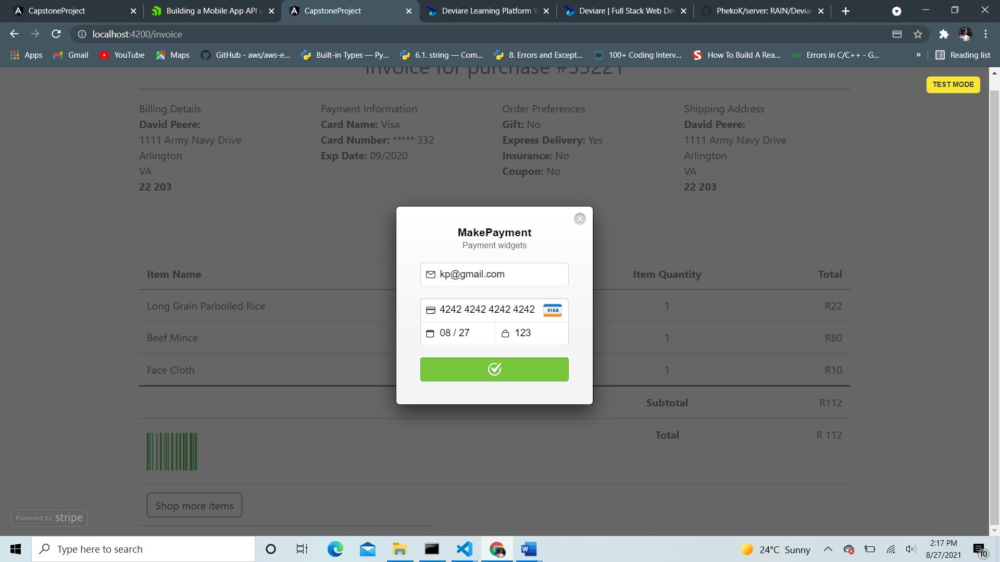 CapstoneProject
Building a Mobile App API u
CapstoneProject
Deviare Learning Platform V
Deviare | Full Stack Web De
PhekoK/server: RAIN/Devian
localhost:4200/invoice
Apps
Gmail
YouTube
Maps
GitHub - aws/aws-e...
Built-in Types — Py...
6.1. string — Com...
8. Errors and Except...
100+ Coding Interv...
How To Build A Rea...
Errors in C/C++ - G...
»
Reading list
Invoice for purchase #33221
TEST MODE
Billing Details
David Peere:
1111 Army Navy Drive
Arlington
VA
22 203
Payment Information
Card Name: Visa
Card Number: ***** 332
Exp Date: 09/2020
Order Preferences
Gift: No
Express Delivery: Yes
Insurance: No
Coupon: No
Shipping Address
David Peere:
1111 Army Navy Drive
Arlington
VA
22 203
MakePayment
Payment widgets
kp@gmail.com
4242 4242 4242 4242 VISA
08 / 27 123
Item Name Item Quantity Total
Long Grain Parboiled Rice 1 R22
Beef Mince 1 R80
Face Cloth 1 R10
Subtotal R112
Total R 112
Shop more items
Powered by stripe
Type here to search
24°C Sunny
2:17 PM
8/27/2021
10